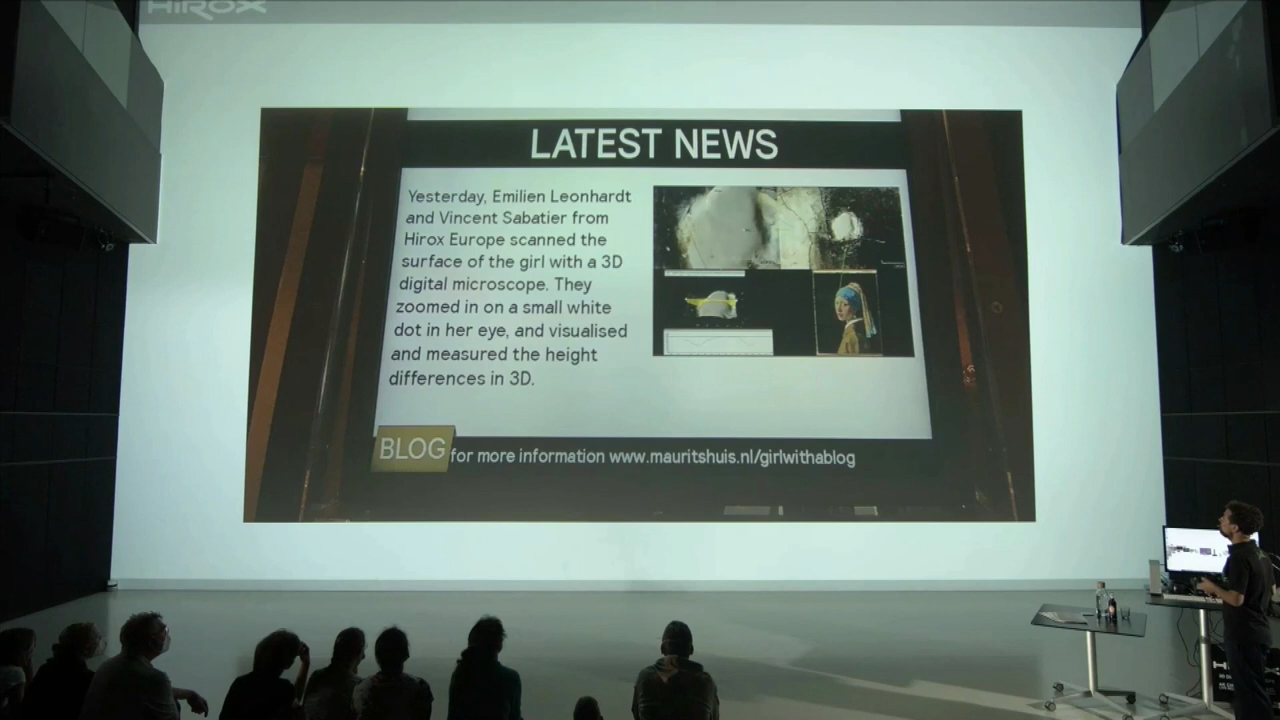 HIROX
LATEST NEWS
Yesterday, Emilien Leonhardt
and Vincent Sabatier from
Hirox Europe scanned the
surface of the girl with a 3D
digital microscope. They
zoomed in on a small white
dot in her eye, and visualised
and measured the height
differences in 3D.
BLOG for more information www.mauritshuis.nl/girlwithablog